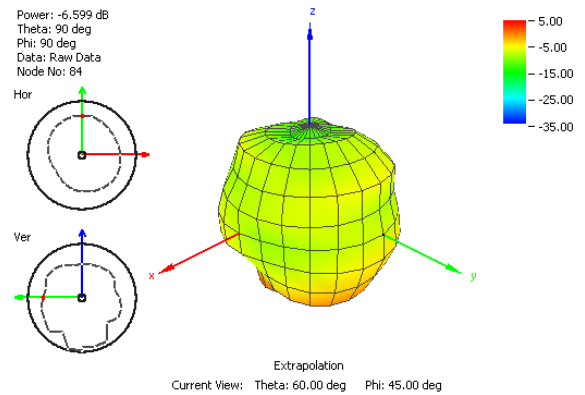 Power: -6.599 dB
Theta: 90 deg
Phi: 90 deg
Data: Raw Data
Node No: 84
Hor
Ver
z
x
y
5.00
-5.00
-15.00
-25.00
-35.00
Extrapolation
Current View: Theta: 60.00 deg Phi: 45.00 deg